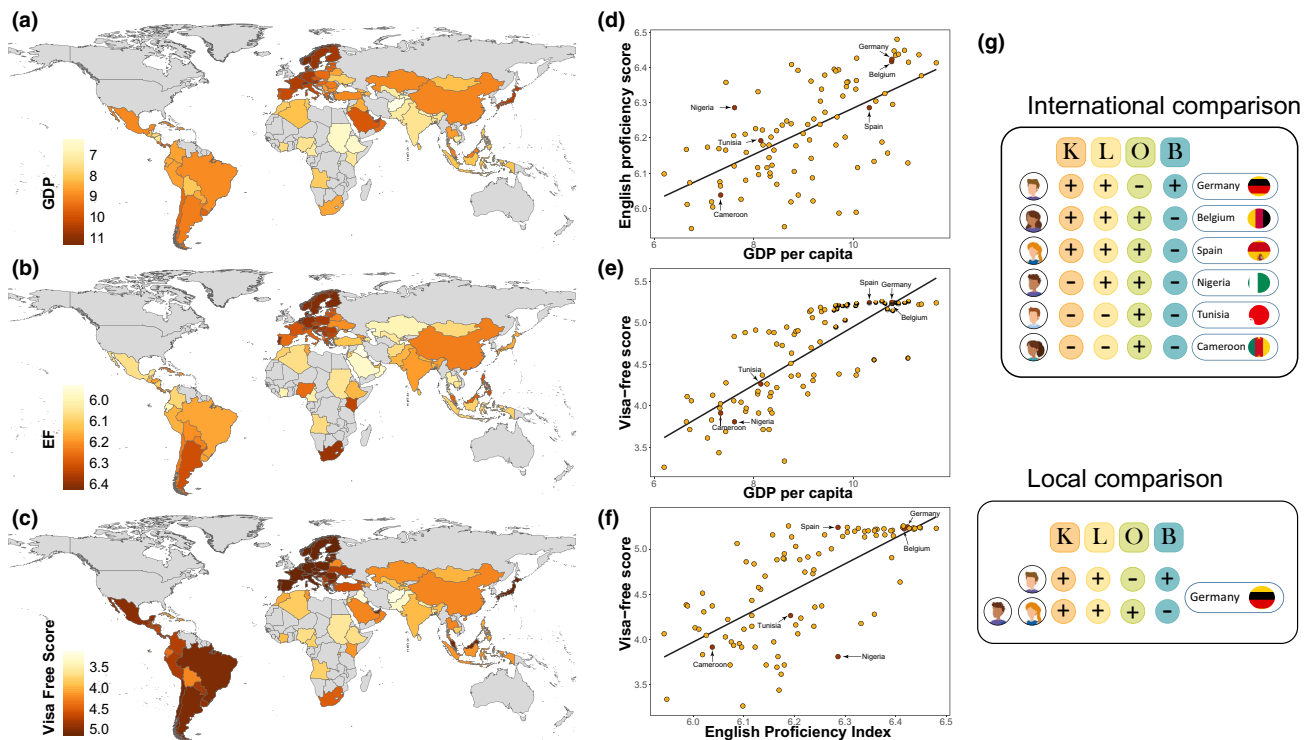 (a)
GDP
7
8
9
10
11
(b)
EF
6.0
6.1
6.2
6.3
6.4
(c)
Visa Free Score
3.5
4.0
4.5
5.0
(d)
English proficiency score
6.5
6.4
6.3
6.2
6.1
6.0
Germany
Belgium
Nigeria
Spain
Tunisia
Cameroon
6 8 10
GDP per capita
(e)
Visa−free score
5.5
5.0
4.5
4.0
3.5
Spain Germany
Belgium
Tunisia
Cameroon Nigeria
6 8 10
GDP per capita
(f)
Visa−free score
5.0
4.5
4.0
3.5
Germany
Spain
Belgium
Tunisia
Cameroon
Nigeria
6.0 6.1 6.2 6.3 6.4 6.5
English Proficiency Index
(g)
International comparison
K L O B
+ + - + Germany
+ + + - Belgium
+ + + - Spain
- + + - Nigeria
- - + - Tunisia
- - + - Cameroon
Local comparison
K L O B
+ + - + Germany
+ + + -